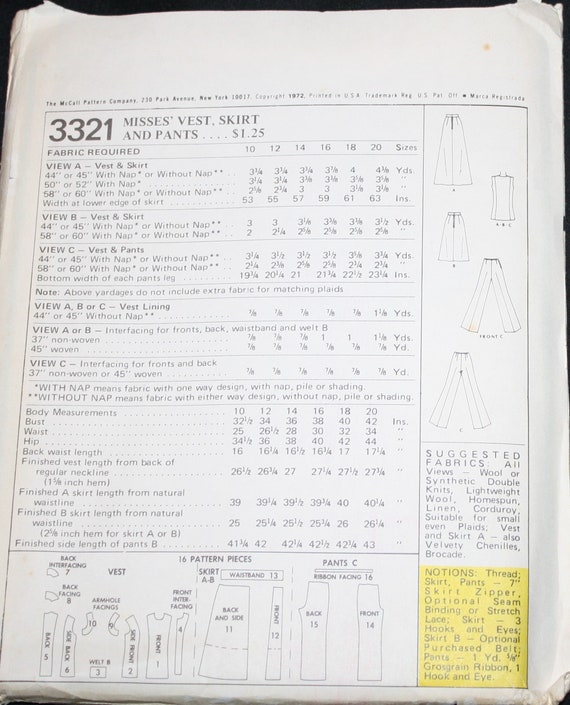 The McCall Pattern Company, 230 Park Avenue, New York 10017, Copyright 1972, Printed in U.S.A. Trademark Reg. U.S. Pat. Off. • Marca Registrada
3321 MISSES' VEST, SKIRT
AND PANTS .... $1.25
FABRIC REQUIRED 10 12 14 16 18 20 Sizes
VIEW A – Vest & Skirt
44" or 45" With Nap* or Without Nap** 3¾ 3¾ 3¾ 3⅞ 4 4⅜ Yds.
50" or 52" With Nap* 3¼ 3¼ 3⅜ 3⅜ 3⅜ 3⅝ "
58" or 60" With Nap* or Without Nap** 2⅝ 2¾ 3 3 3⅛ 3⅜ "
Width at lower edge of skirt 53 55 57 59 61 63 Ins.
VIEW B – Vest & Skirt
44" or 45" With Nap* or Without Nap** 3 3 3⅛ 3⅜ 3⅜ 3½ Yds.
58" or 60" With Nap* or Without Nap** 2 2¼ 2⅝ 2⅝ 2⅝ 2⅝ "
VIEW C – Vest & Pants
44" or 45" With Nap* or Without Nap** 3¼ 3½ 3½ 3½ 3⅝ 3¾ Yds.
58" or 60" With Nap* or Without Nap** 2¼ 2⅜ 2⅝ 2⅝ 2¾ 2¾ "
Bottom width of each pants leg 19¾ 20¼ 21 21¾ 22½ 23¼ Ins.
Note: Above yardages do not include extra fabric for matching plaids
VIEW A, B or C – Vest Lining
44" or 45" Without Nap** ⅞ ⅞ ⅞ ⅞ ⅞ 1⅛ Yds.
VIEW A or B – Interfacing for fronts, back, waistband and welt B
37" non-woven ⅞ ⅞ ⅞ 1 1 1⅛ Yds.
45" woven ⅞ ⅞ ⅞ ⅞ ⅞ ⅞ Yd.
VIEW C – Interfacing for fronts and back
37" non-woven or 45" woven ⅞ ⅞ ⅞ ⅞ ⅞ ⅞ Yd.
*WITH NAP means fabric with one way design, with nap, pile or shading.
**WITHOUT NAP means fabric with either way design, without nap, pile or shading.
Body Measurements 10 12 14 16 18 20
Bust 32½ 34 36 38 40 42 Ins.
Waist 25 26½ 28 30 32 34 "
Hip 34½ 36 38 40 42 44 "
Back waist length 16 16¼ 16½ 16¾ 17 17¼ "
Finished vest length from back of
regular neckline 26½ 26¾ 27 27¼ 27½ 27¾ "
(1⅝ inch hem)
Finished A skirt length from natural
waistline 39 39¼ 39½ 39¾ 40 40¼ "
Finished B skirt length from natural
waistline 25 25¼ 25½ 25¾ 26 26¼ "
(2⅝ inch hem for skirt A or B)
Finished side length of pants B 41¾ 42 42¼ 42½ 42¾ 43 "
A
A-B-C
B
FRONT C
C
SUGGESTED
FABRICS: All
Views – Wool or
Synthetic Double
Knits, Lightweight
Wool, Homespun,
Linen, Corduroy;
Suitable for small
even Plaids; Vest
and Skirt A – also
Velvety Chenilles,
Brocade.
NOTIONS: Thread;
Skirt, Pants – 7"
Skirt Zipper,
Optional Seam
Binding or Stretch
Lace; Skirt – 3
Hooks and Eyes;
Skirt B – Optional
Purchased Belt;
Pants – 1 Yd. ⅝"
Grosgrain Ribbon, 1
Hook and Eye.
16 PATTERN PIECES
BACK INTERFACING 7
VEST
BACK FACING 8
ARMHOLE FACINGS
10 9
FRONT INTER-FACING
4
BACK 5
SIDE BACK 6
WELT B 3
SIDE FRONT 2
FRONT 1
SKIRT A-B
WAISTBAND 13
BACK AND SIDE 11
FRONT 12
PANTS C
RIBBON FACING 16
BACK 15
FRONT 14